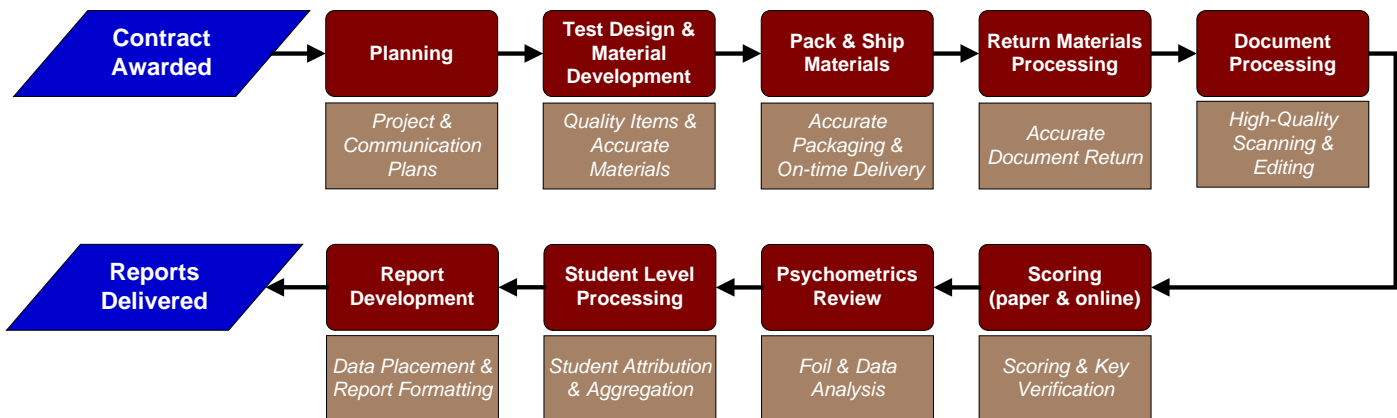 Contract
Awarded
Planning
Project &
Communication
Plans
Test Design &
Material
Development
Quality Items &
Accurate
Materials
Pack & Ship
Materials
Accurate
Packaging &
On-time Delivery
Return Materials
Processing
Accurate
Document Return
Document
Processing
High-Quality
Scanning &
Editing
Scoring
(paper & online)
Scoring & Key
Verification
Psychometrics
Review
Foil & Data
Analysis
Student Level
Processing
Student Attribution
& Aggregation
Report
Development
Data Placement &
Report Formatting
Reports
Delivered